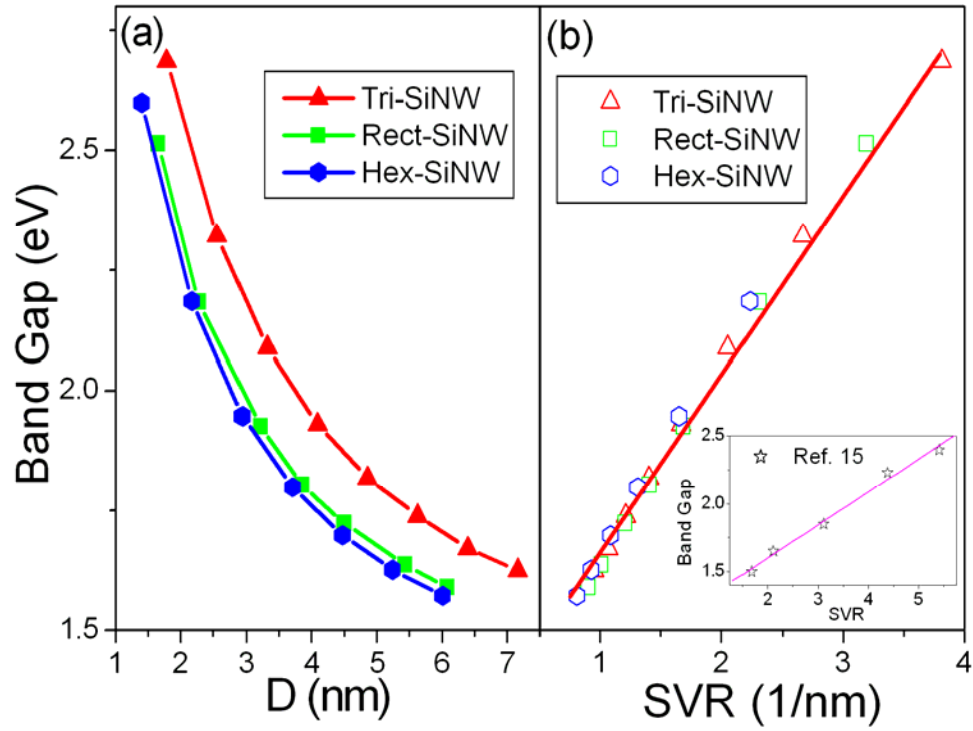 (a)
Tri-SiNW
Rect-SiNW
Hex-SiNW
Band Gap (eV)
2.5
2.0
1.5
1 2 3 4 5 6 7
D (nm)
(b)
Tri-SiNW
Rect-SiNW
Hex-SiNW
1 2 3 4
SVR (1/nm)
Ref. 15
Band Gap
2.5
2.0
1.5
2 3 4 5
SVR